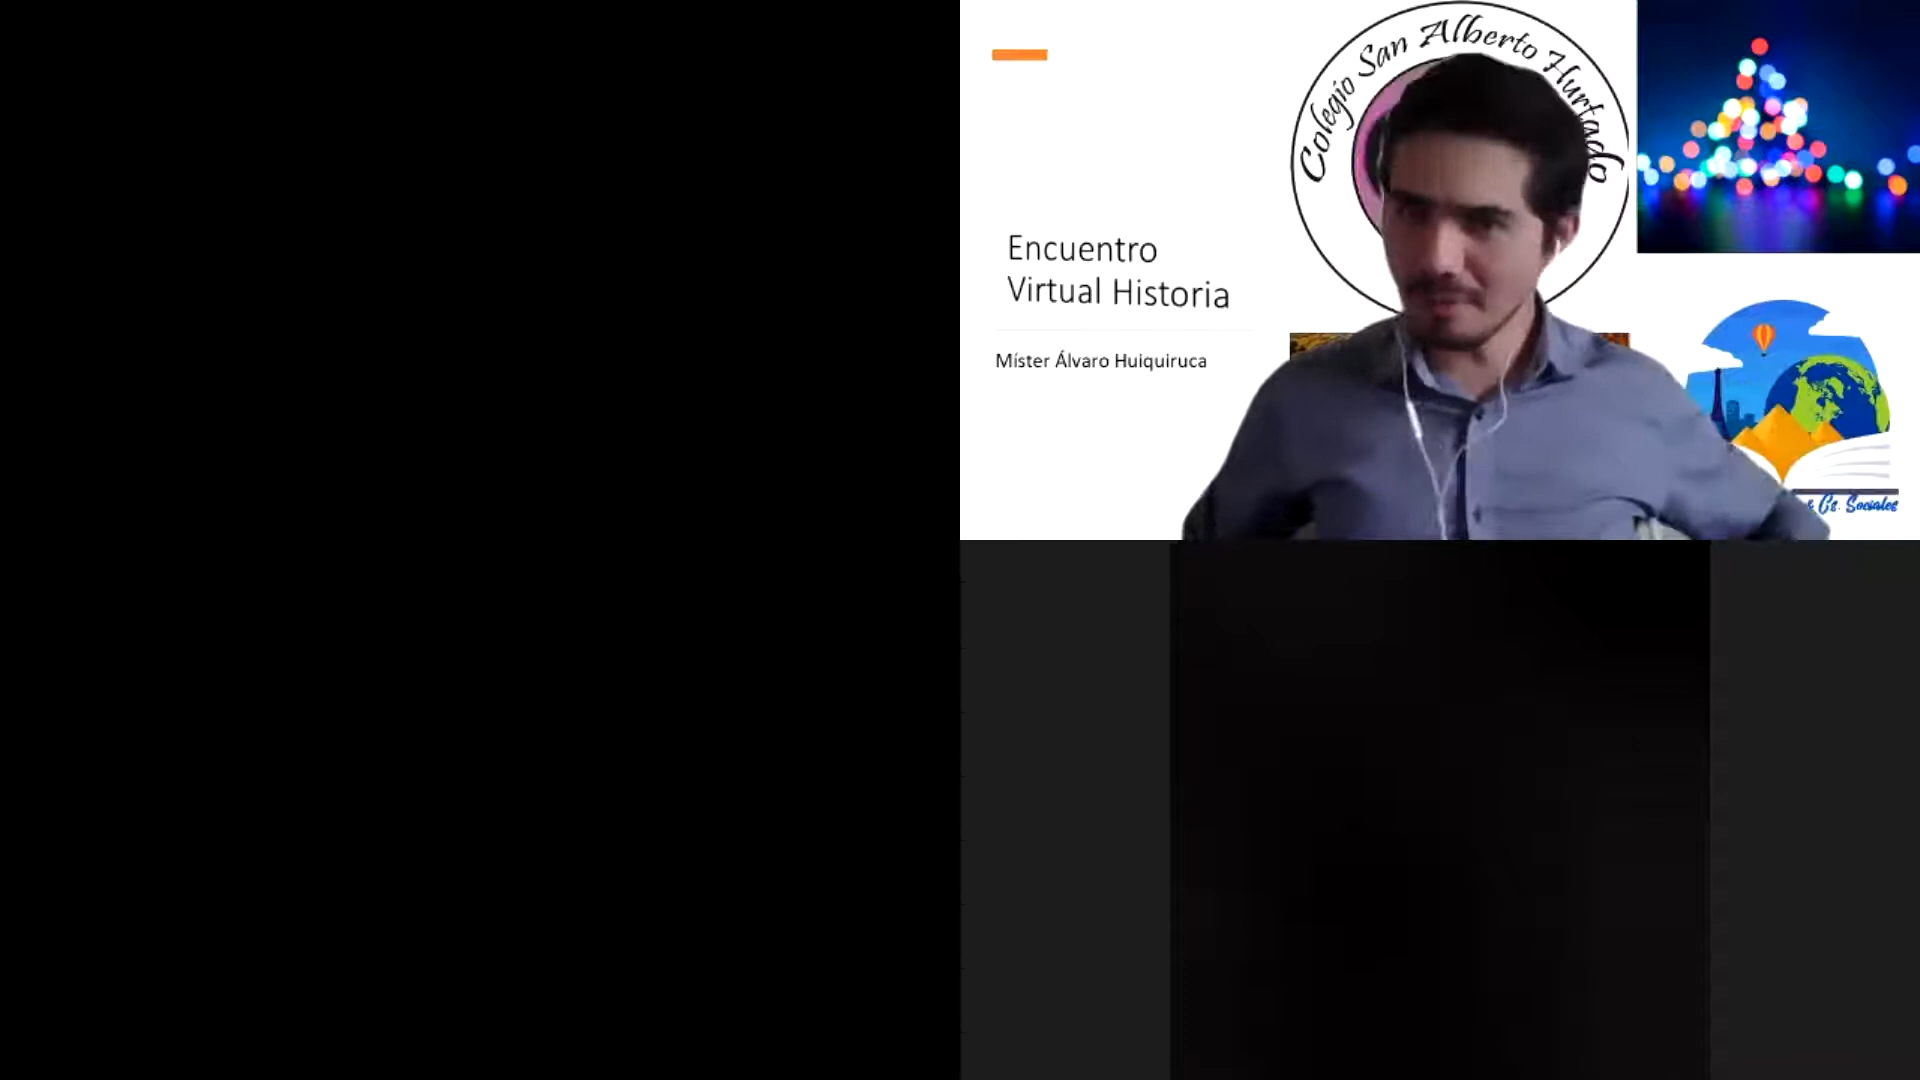 Colegio San Alberto Hurtado
Encuentro
Virtual Historia
Míster Álvaro Huiquiruca
Cs. Sociales